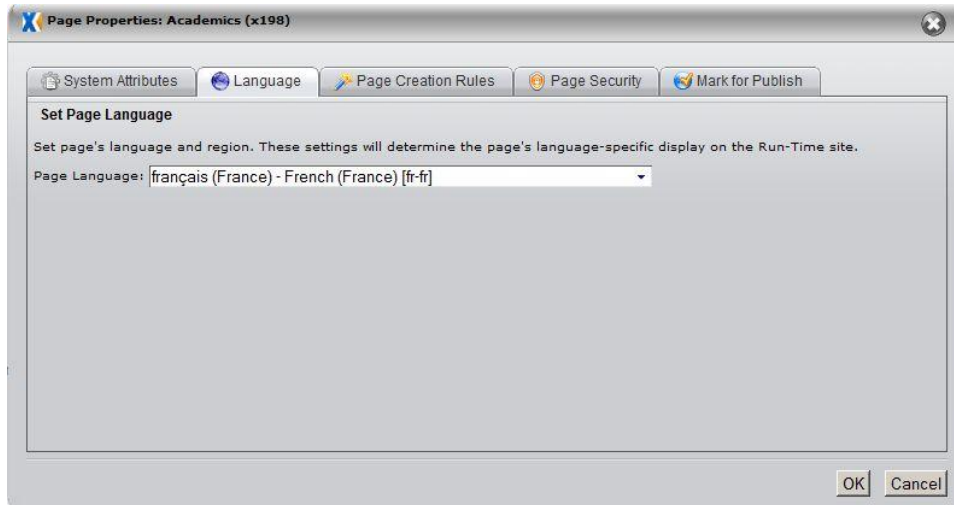 Page Properties: Academics (x198)
System Attributes Language Page Creation Rules Page Security Mark for Publish
Set Page Language
Set page's language and region. These settings will determine the page's language-specific display on the Run-Time site.
Page Language: français (France) - French (France) [fr-fr]
OK Cancel